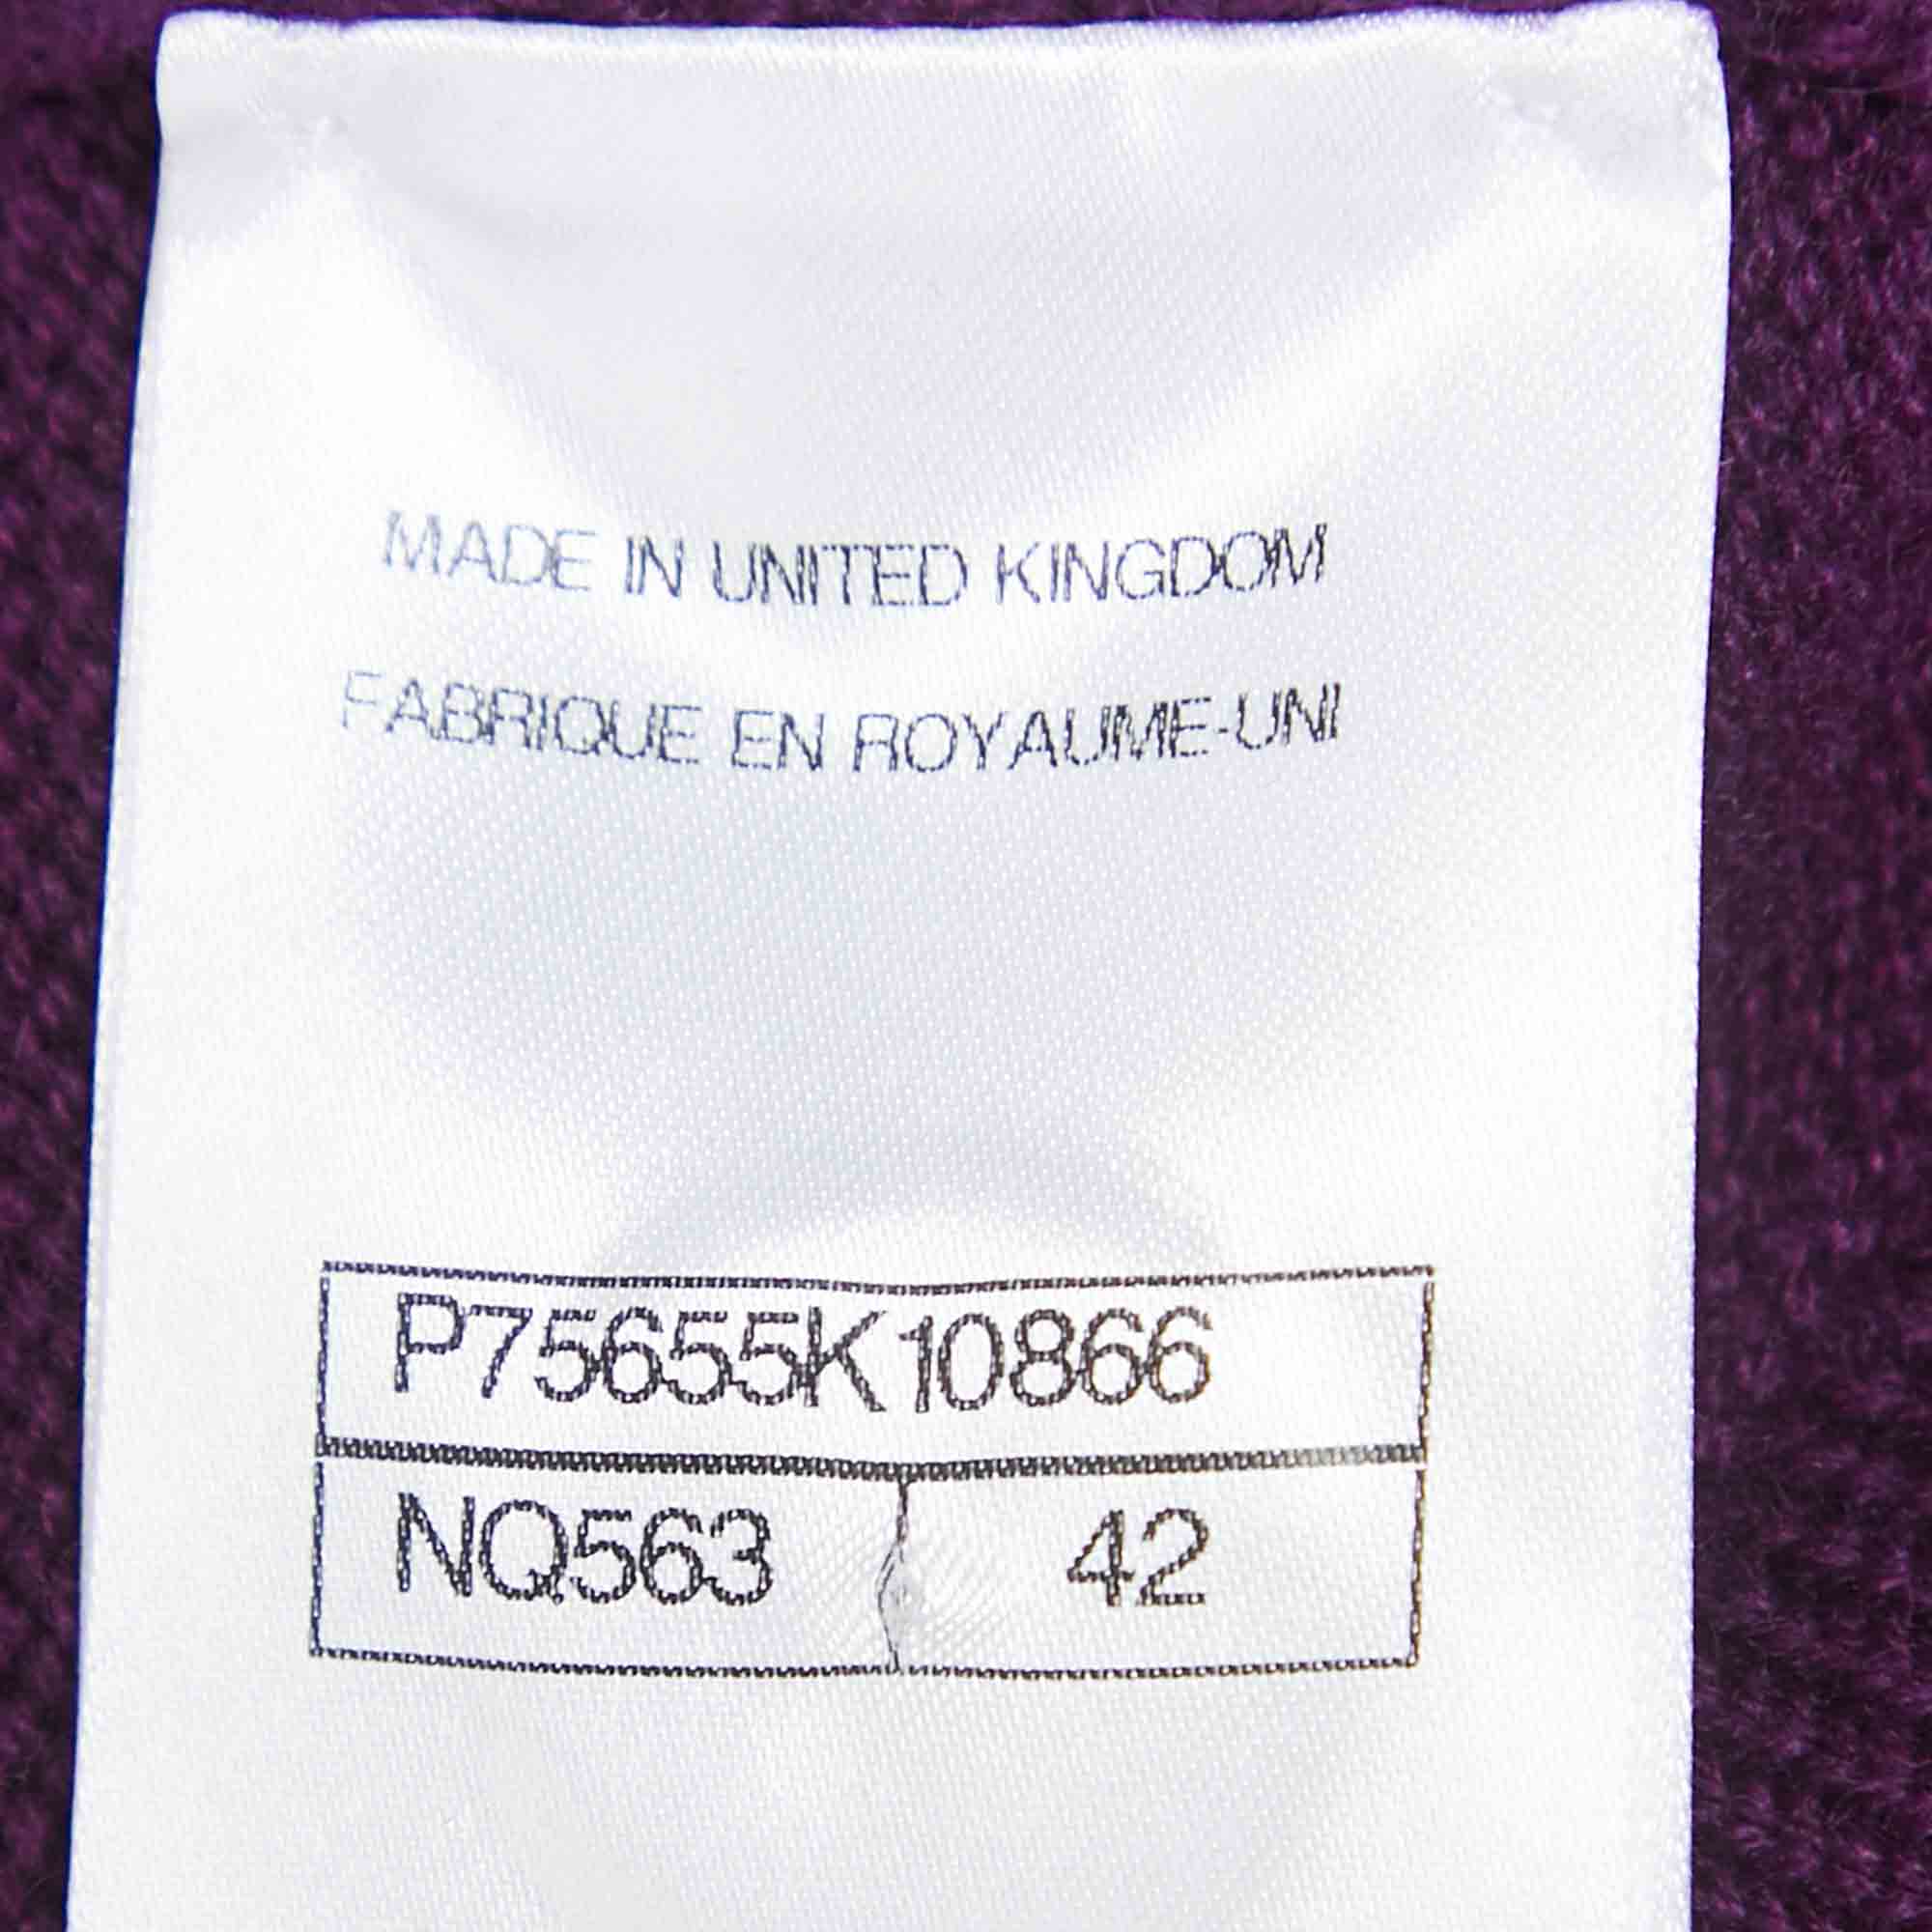 MADE IN UNITED KINGDOM
FABRIQUE EN ROYAUME-UNI
P75655K10866
NQ563 42